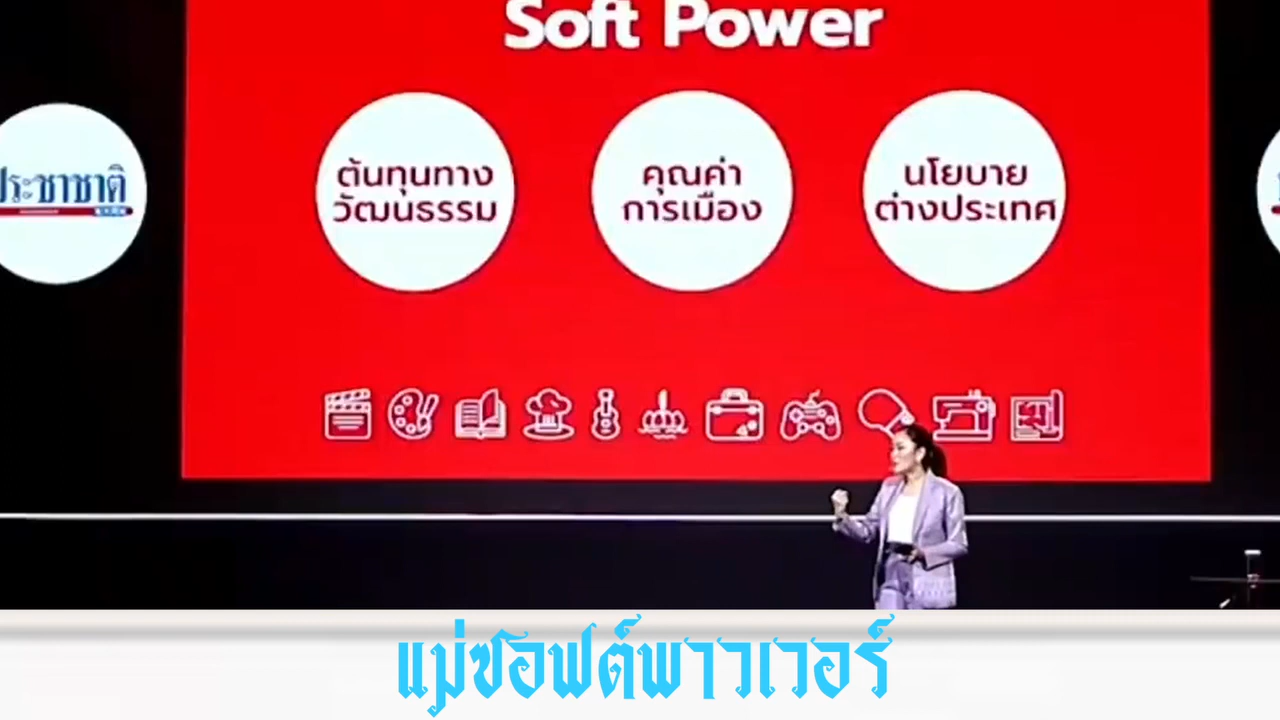 Soft Power
ประชาชาติ
ต้นทุนทาง
วัฒนธรรม
คุณค่า
การเมือง
นโยบาย
ต่างประเทศ
แม่ซอฟต์พาวเวอร์